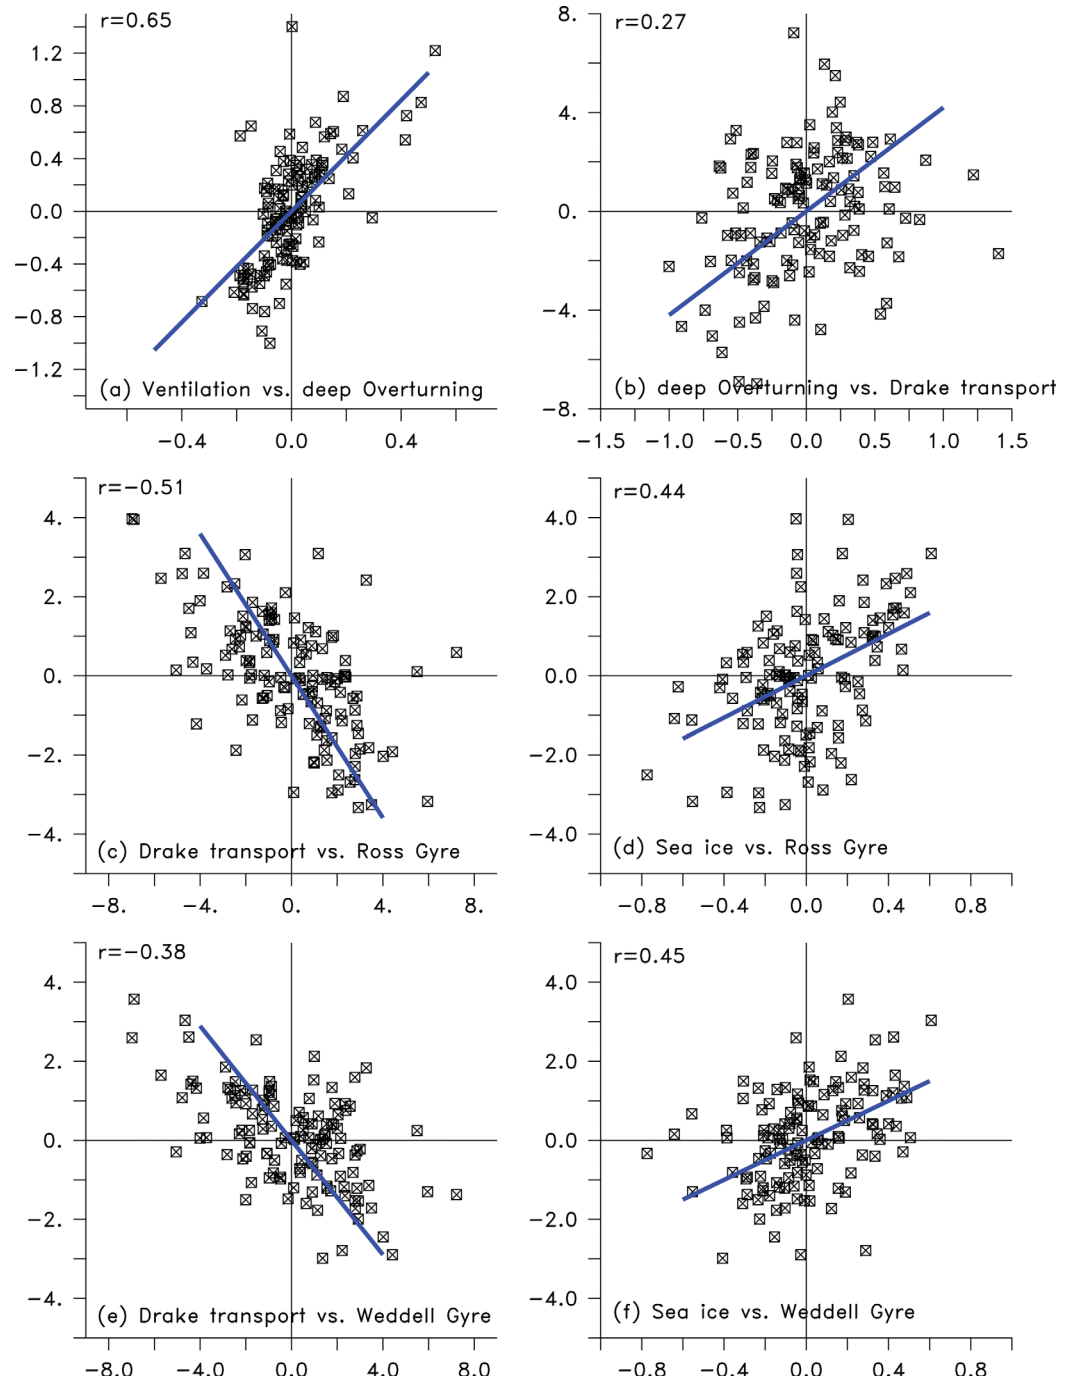 r=0.65
1.2
0.8
0.4
0.0
−0.4
−0.8
−1.2
(a) Ventilation vs. deep Overturning
−0.4 0.0 0.4
r=0.27
8.
4.
0.
−4.
−8.
(b) deep Overturning vs. Drake transport
−1.5 −1.0 −0.5 0.0 0.5 1.0 1.5
r=−0.51
4.
2.
0.
−2.
−4.
(c) Drake transport vs. Ross Gyre
−8. −4. 0. 4. 8.
r=0.44
4.0
2.0
0.0
−2.0
−4.0
(d) Sea ice vs. Ross Gyre
−0.8 −0.4 0.0 0.4 0.8
r=−0.38
4.
2.
0.
−2.
−4.
(e) Drake transport vs. Weddell Gyre
−8.0 −4.0 0.0 4.0 8.0
r=0.45
4.0
2.0
0.0
−2.0
−4.0
(f) Sea ice vs. Weddell Gyre
−0.8 −0.4 0.0 0.4 0.8